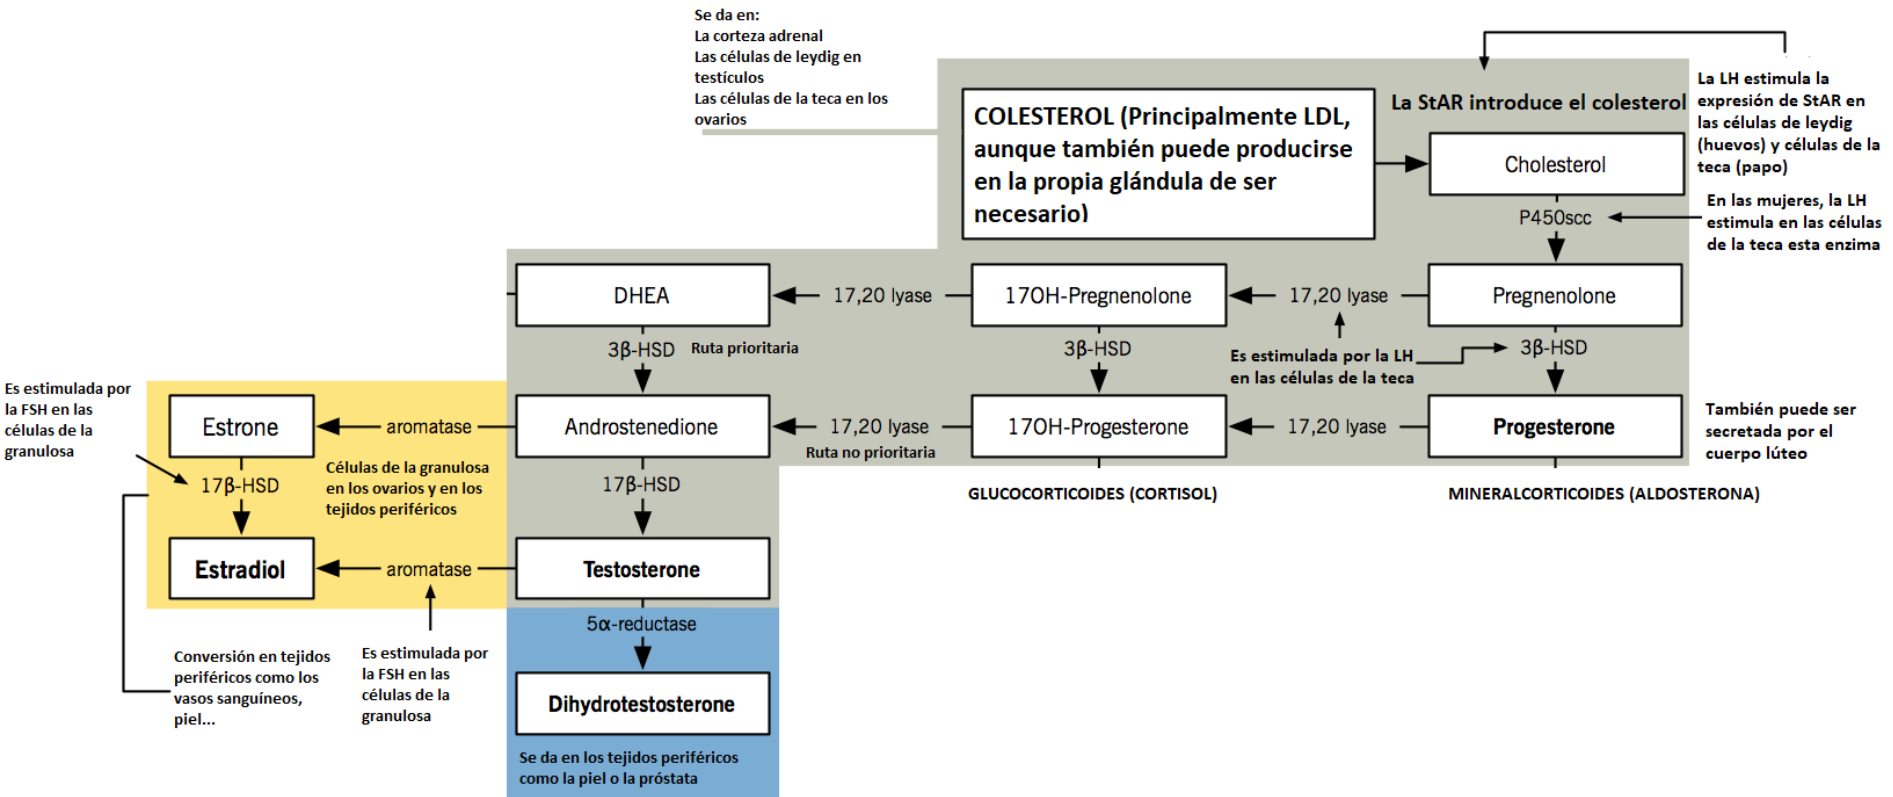 Se da en:
La corteza adrenal
Las células de leydig en
testículos
Las células de la teca en los
ovarios
COLESTEROL (Principalmente LDL,
aunque también puede producirse
en la propia glándula de ser
necesario)
La StAR introduce el colesterol
La LH estimula la
expresión de StAR en
las células de leydig
(huevos) y células de la
teca (papo)
Cholesterol
P450scc
En las mujeres, la LH
estimula en las células
de la teca esta enzima
DHEA
17,20 lyase
17OH-Pregnenolone
17,20 lyase
Pregnenolone
3β-HSD
Ruta prioritaria
3β-HSD
Es estimulada por la LH
en las células de la teca
3β-HSD
Es estimulada por
la FSH en las
células de la
granulosa
Estrone
aromatase
Androstenedione
17,20 lyase
Ruta no prioritaria
17OH-Progesterone
17,20 lyase
Progesterone
También puede ser
secretada por el
cuerpo lúteo
17β-HSD
Células de la granulosa
en los ovarios y en los
tejidos periféricos
17β-HSD
GLUCOCORTICOIDES (CORTISOL)
MINERALCORTICOIDES (ALDOSTERONA)
Estradiol
aromatase
Testosterone
5α-reductase
Conversión en tejidos
periféricos como los
vasos sanguíneos,
piel...
Es estimulada por
la FSH en las
células de la
granulosa
Dihydrotestosterone
Se da en los tejidos periféricos
como la piel o la próstata